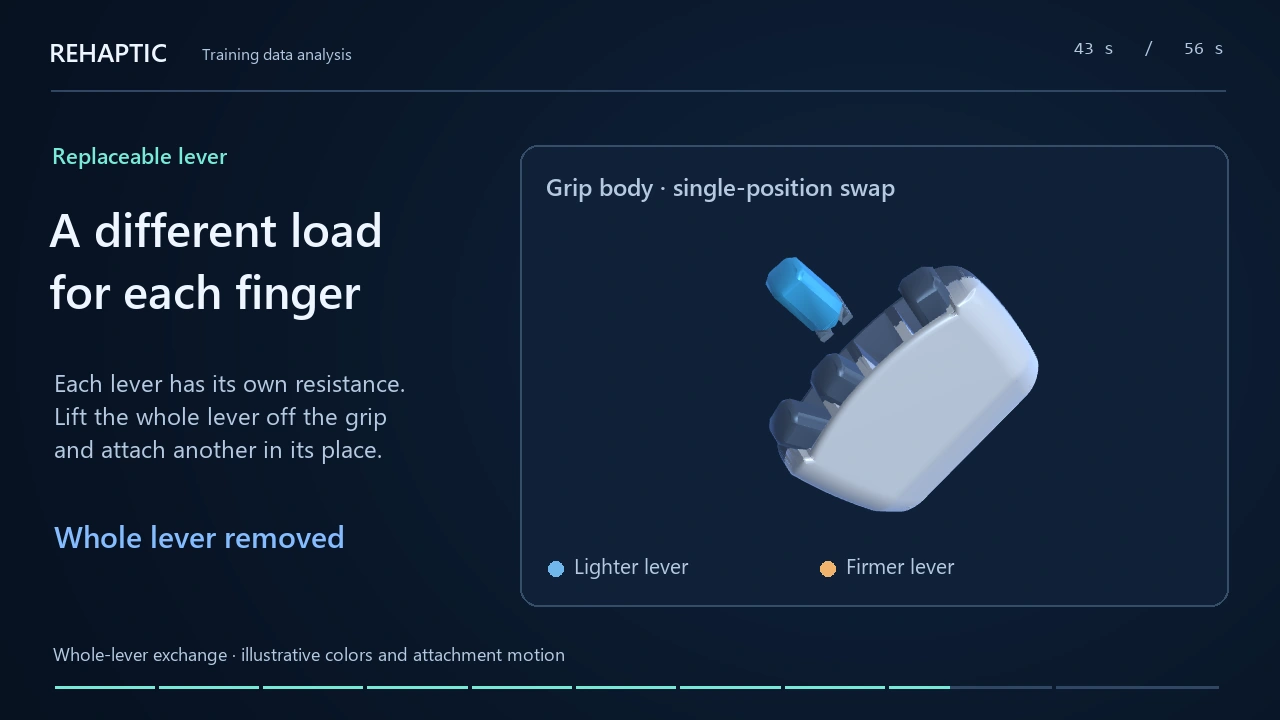 REHAPTIC
Training data analysis
43 s / 56 s
Replaceable lever
A different load
for each finger
Each lever has its own resistance.
Lift the whole lever off the grip
and attach another in its place.
Whole lever removed
Grip body · single-position swap
Lighter lever
Firmer lever
Whole-lever exchange · illustrative colors and attachment motion